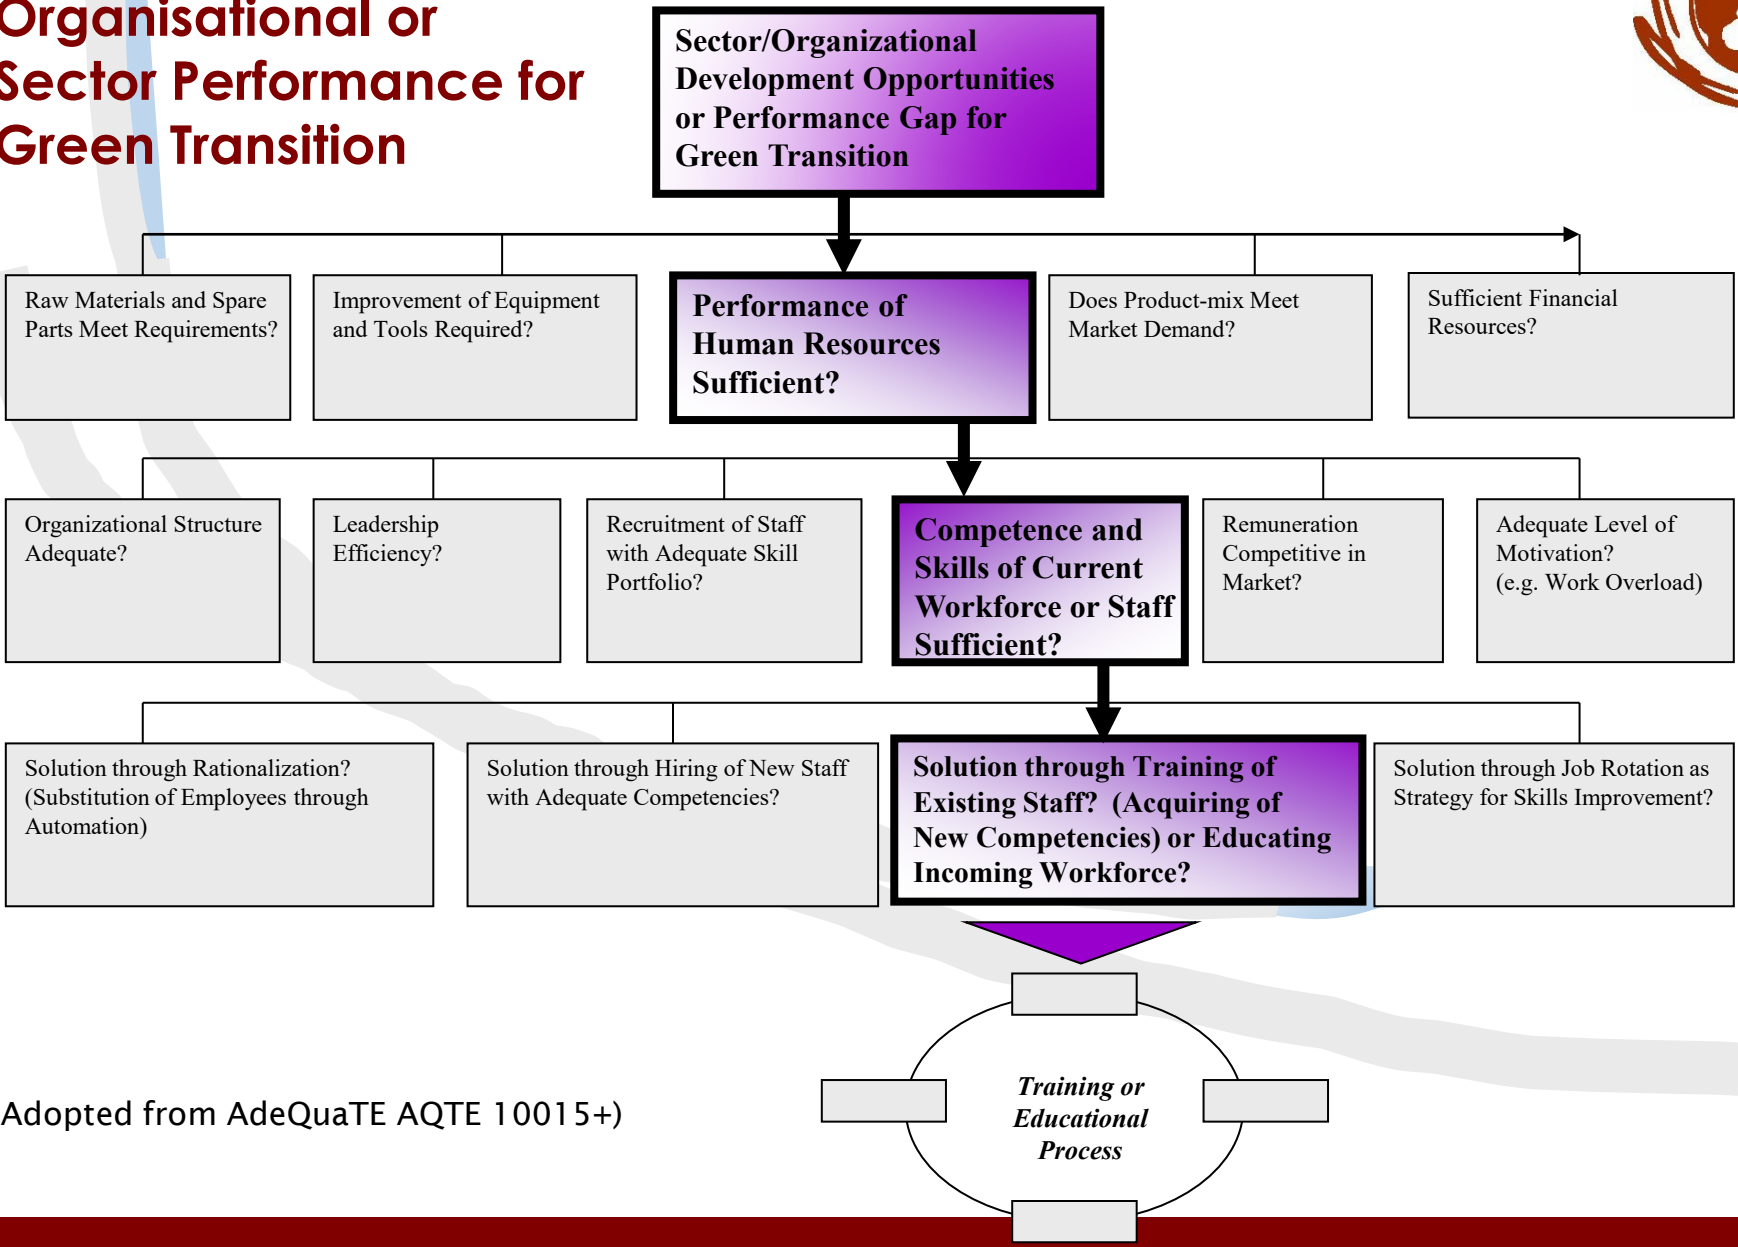 Organisational or
Sector Performance for
Green Transition
Sector/Organizational
Development Opportunities
or Performance Gap for
Green Transition
Raw Materials and Spare
Parts Meet Requirements?
Improvement of Equipment
and Tools Required?
Performance of
Human Resources
Sufficient?
Does Product-mix Meet
Market Demand?
Sufficient Financial
Resources?
Organizational Structure
Adequate?
Leadership
Efficiency?
Recruitment of Staff
with Adequate Skill
Portfolio?
Competence and
Skills of Current
Workforce or Staff
Sufficient?
Remuneration
Competitive in
Market?
Adequate Level of
Motivation?
(e.g. Work Overload)
Solution through Rationalization?
(Substitution of Employees through
Automation)
Solution through Hiring of New Staff
with Adequate Competencies?
Solution through Training of
Existing Staff? (Acquiring of
New Competencies) or Educating
Incoming Workforce?
Solution through Job Rotation as
Strategy for Skills Improvement?
Training or
Educational
Process
Adopted from AdeQuaTE AQTE 10015+)